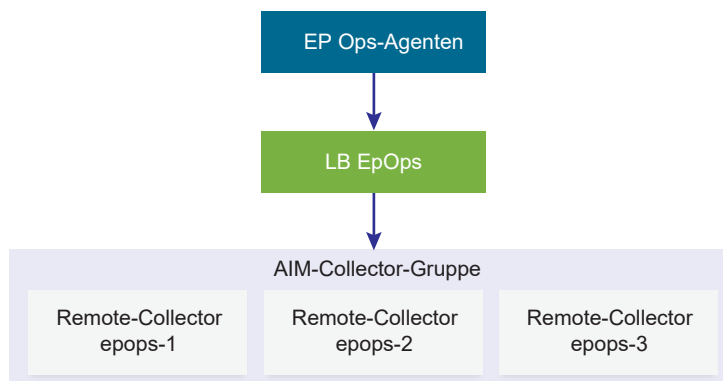 EP Ops-Agenten
LB EpOps
AIM-Collector-Gruppe
Remote-Collector
epops-1
Remote-Collector
epops-2
Remote-Collector
epops-3